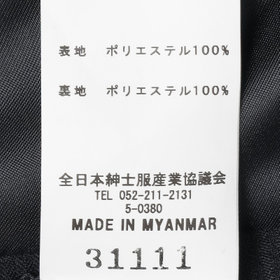 表地 ポリエステル100%
裏地 ポリエステル100%
全日本紳士服産業協議会
TEL 052-211-2131
5-0380
MADE IN MYANMAR
31111